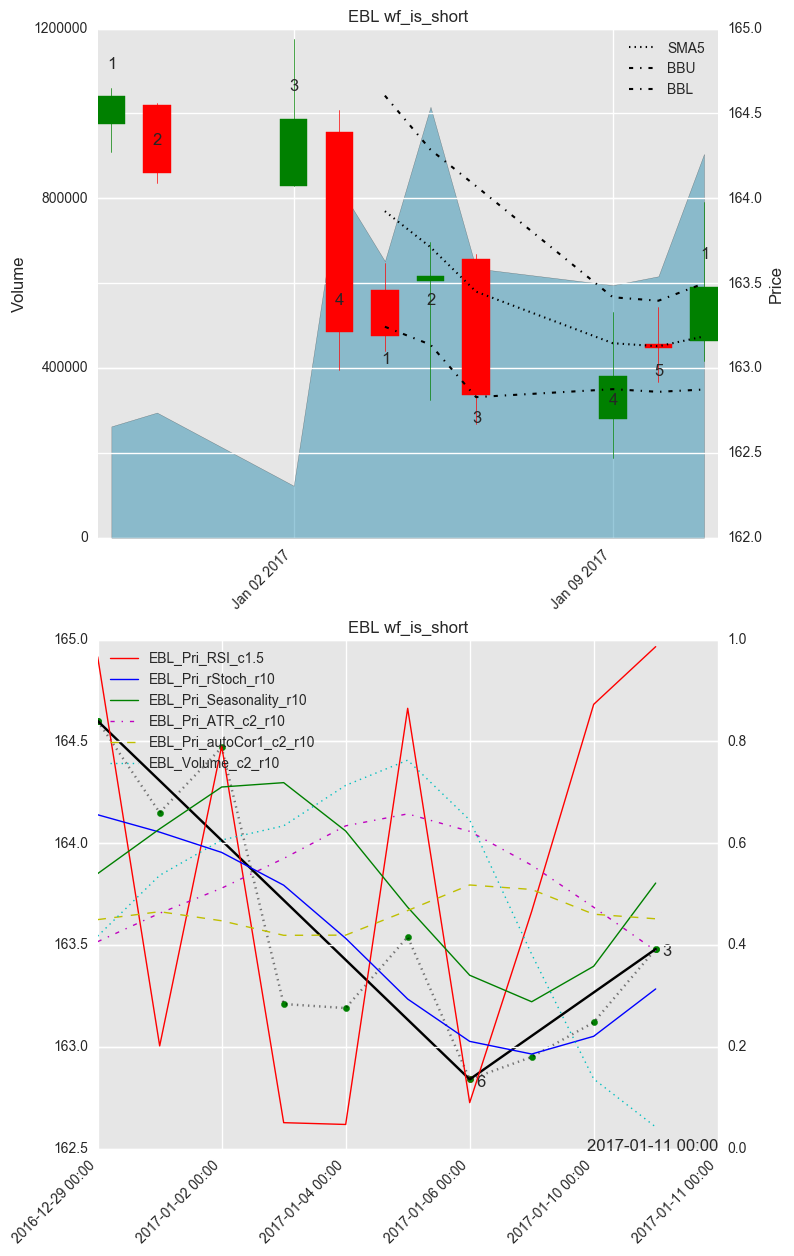 EBL wf_is_short
1200000
165.0
SMA5
BBU
BBL
1
3
2
164.5
800000
164.0
1
163.5
4
2
Volume
Price
400000
1
5
163.0
3
4
162.5
0
162.0
Jan 02 2017
Jan 09 2017
EBL wf_is_short
165.0
1.0
EBL_Pri_RSI_c1.5
EBL_Pri_rStoch_r10
EBL_Pri_Seasonality_r10
EBL_Pri_ATR_c2_r10
EBL_Pri_autoCor1_c2_r10
EBL_Volume_c2_r10
164.5
0.8
164.0
0.6
163.5
0.4
3
163.0
0.2
6
162.5
0.0
2017-01-11 00:00
2016-12-29 00:00
2017-01-02 00:00
2017-01-04 00:00
2017-01-06 00:00
2017-01-10 00:00
2017-01-11 00:00